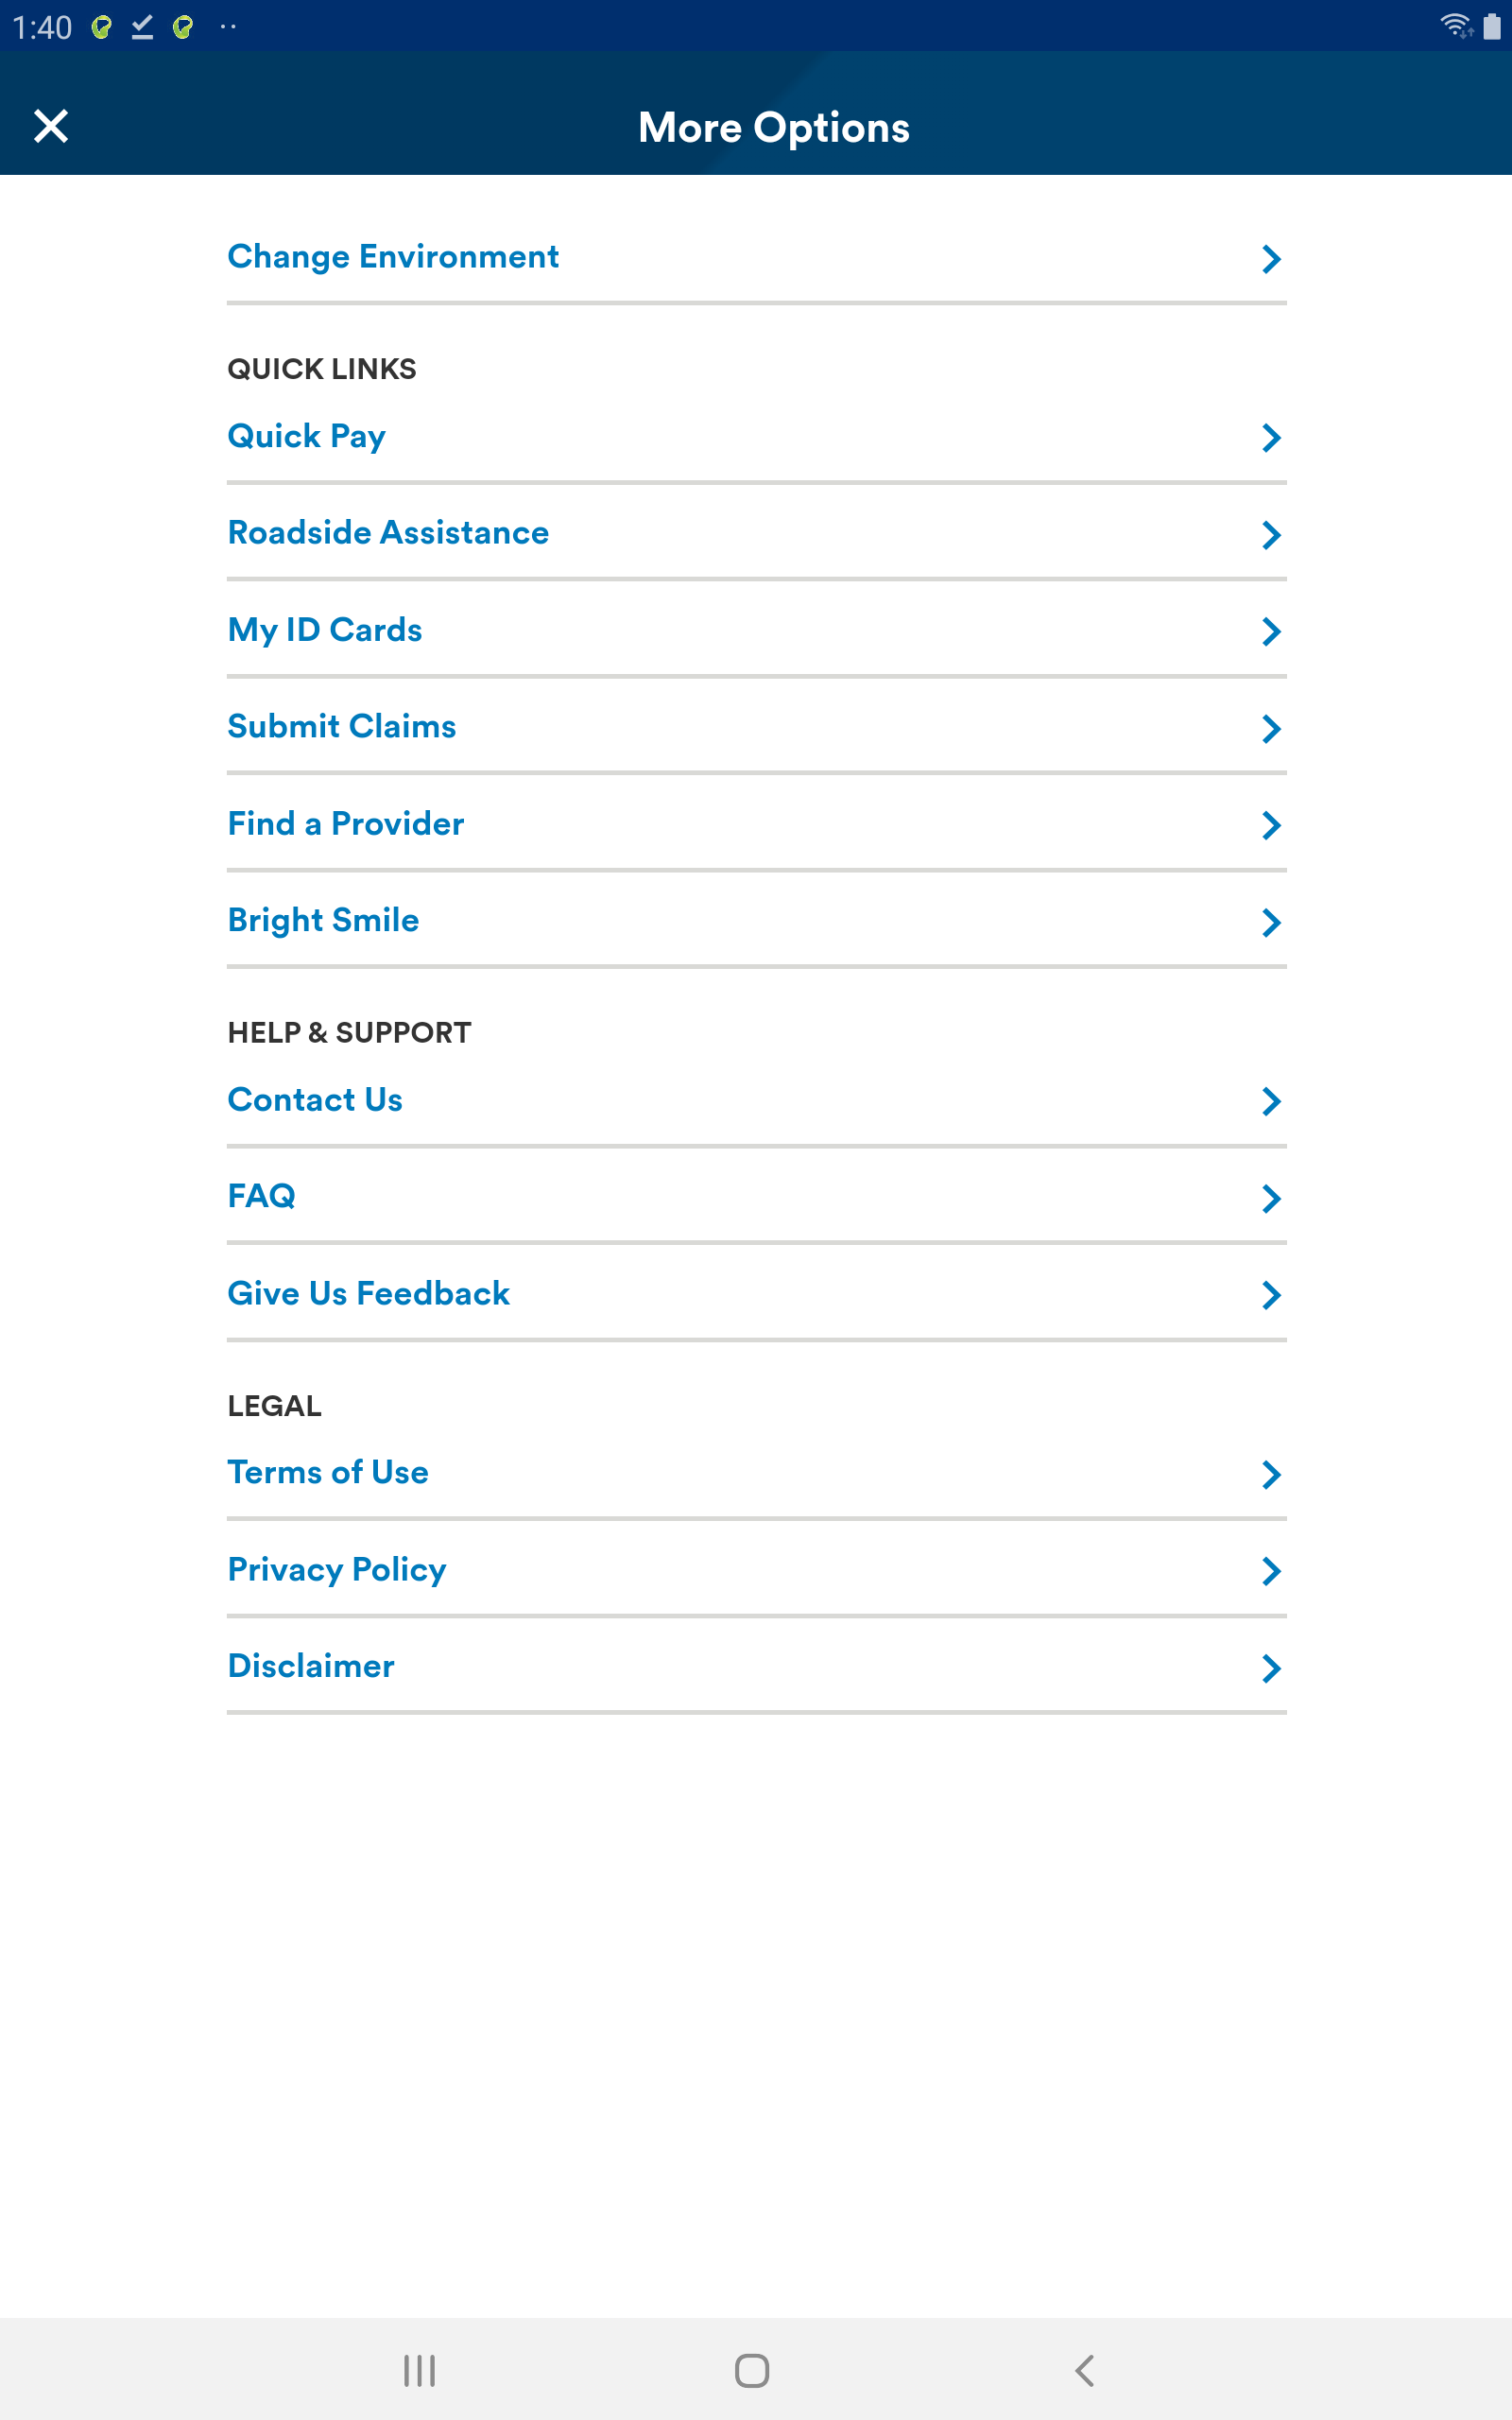 1:40
More Options
Change Environment
QUICK LINKS
Quick Pay
Roadside Assistance
My ID Cards
Submit Claims
Find a Provider
Bright Smile
HELP & SUPPORT
Contact Us
FAQ
Give Us Feedback
LEGAL
Terms of Use
Privacy Policy
Disclaimer